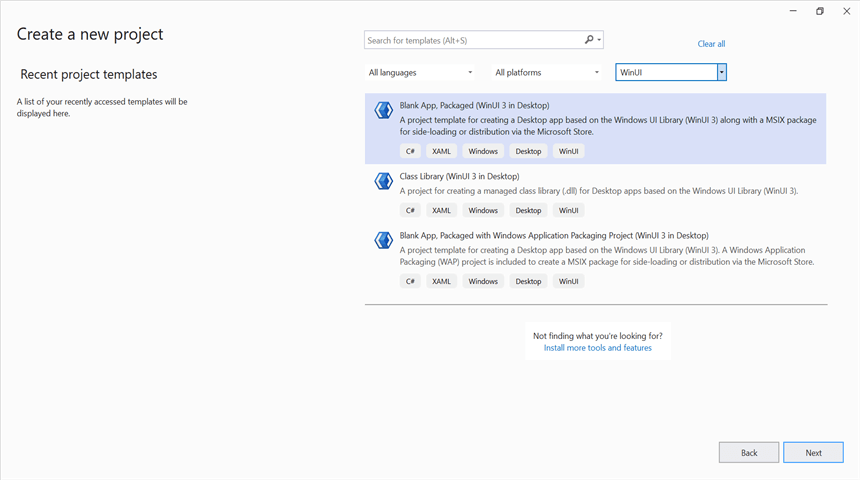 Create a new project
Recent project templates
A list of your recently accessed templates will be
displayed here.
Search for templates (Alt+S)
Clear all
All languages
All platforms
WinUI
Blank App, Packaged (WinUI 3 in Desktop)
A project template for creating a Desktop app based on the Windows UI Library (WinUI 3) along with a MSIX package
for side-loading or distribution via the Microsoft Store.
C# XAML Windows Desktop WinUI
Class Library (WinUI 3 in Desktop)
A project for creating a managed class library (.dll) for Desktop apps based on the Windows UI Library (WinUI 3).
C# XAML Windows Desktop WinUI
Blank App, Packaged with Windows Application Packaging Project (WinUI 3 in Desktop)
A project template for creating a Desktop app based on the Windows UI Library (WinUI 3). A Windows Application
Packaging (WAP) project is included to create a MSIX package for side-loading or distribution via the Microsoft Store.
C# XAML Windows Desktop WinUI
Not finding what you're looking for?
Install more tools and features
Back
Next